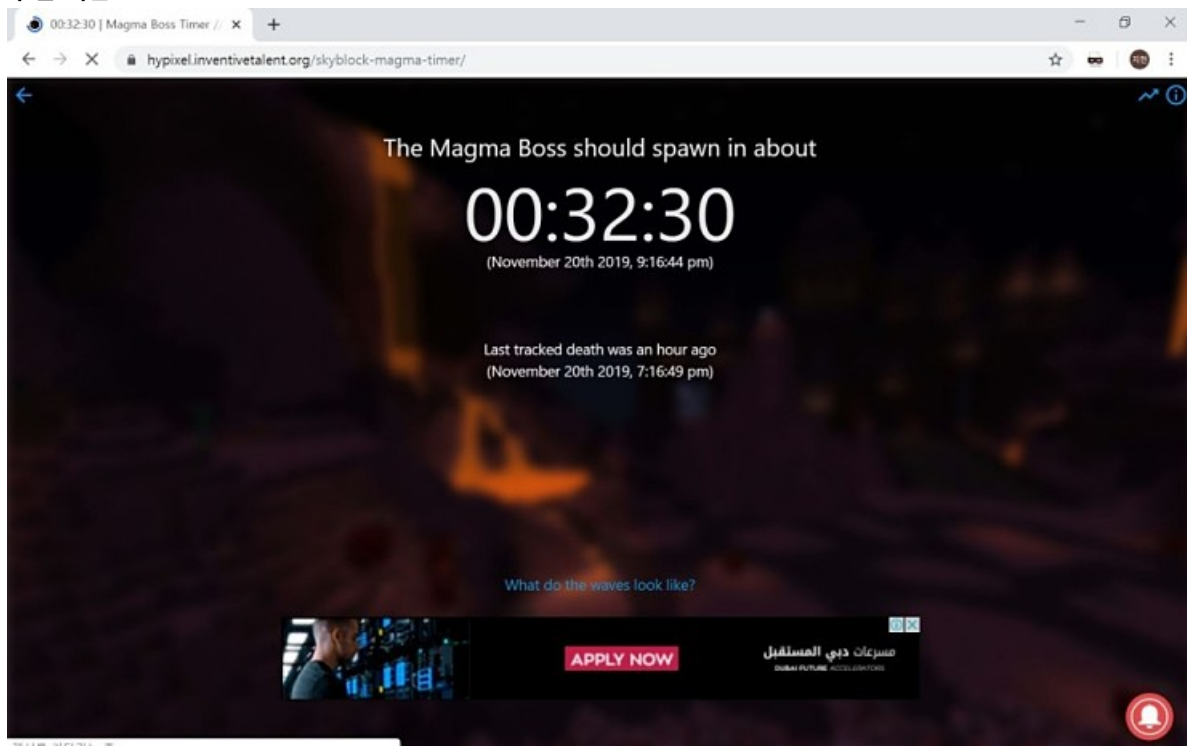 00:32:30 | Magma Boss Timer //
hypixel.inventivetalent.org/skyblock-magma-timer/
The Magma Boss should spawn in about
00:32:30
(November 20th 2019, 9:16:44 pm)
Last tracked death was an hour ago
(November 20th 2019, 7:16:49 pm)
What do the waves look like?
APPLY NOW
مسرعات دبي المستقبل
DUBAI FUTURE ACCELERATORS